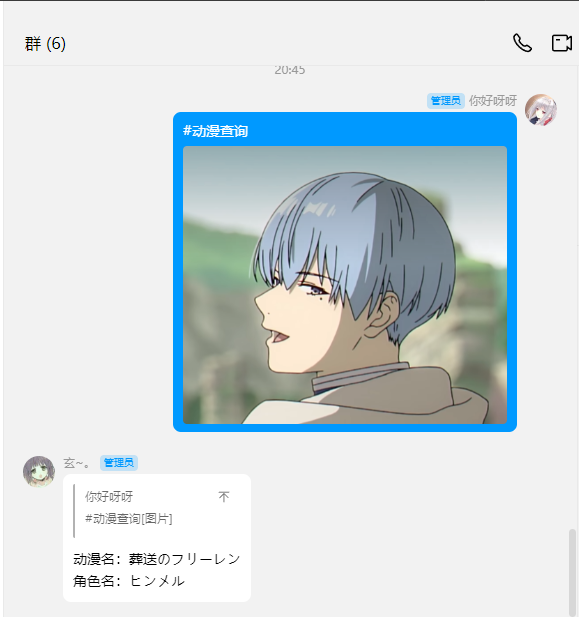 群 (6)
20:45
管理员 你好呀呀
#动漫查询
玄~。 管理员
你好呀呀
#动漫查询[图片]
动漫名：葬送のフリーレン
角色名：ヒンメル